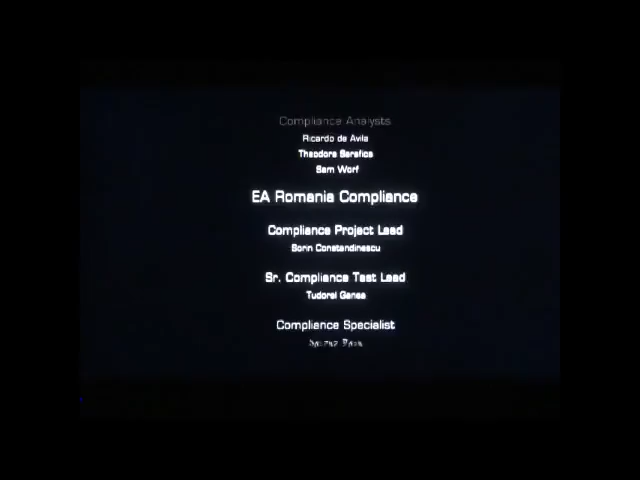 Compliance Analysts
Ricardo de Avila
Theodore Sarafios
Sam Worf
EA Romania Compliance
Compliance Project Lead
Sorin Constandinescu
Sr. Compliance Test Lead
Tudorel Ganea
Compliance Specialist